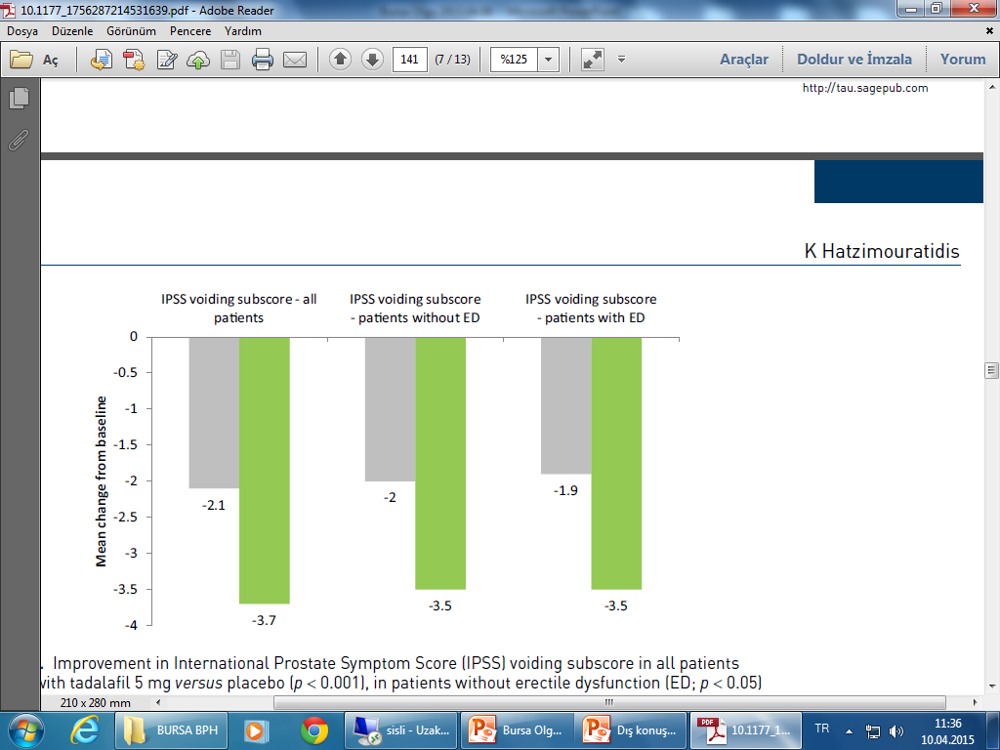 10.1177_1756287214531639.pdf - Adobe Reader
Dosya Düzenle Görünüm Pencere Yardım
Aç 141 (7 / 13) %125 Araçlar Doldur ve İmzala Yorum
http://tau.sagepub.com
K Hatzimouratidis
IPSS voiding subscore - all patients
IPSS voiding subscore - patients without ED
IPSS voiding subscore - patients with ED
Mean change from baseline
0
-0.5
-1
-1.5
-2
-2.5
-3
-3.5
-4
-2.1
-3.7
-2
-3.5
-1.9
-3.5
. Improvement in International Prostate Symptom Score (IPSS) voiding subscore in all patients
with tadalafil 5 mg versus placebo (p < 0.001), in patients without erectile dysfunction (ED; p < 0.05)
210 x 280 mm
BURSA BPH
sisli - Uzak...
Bursa Olg...
Dış konuş...
PDF
10.1177_1...
TR
11:36
10.04.2015